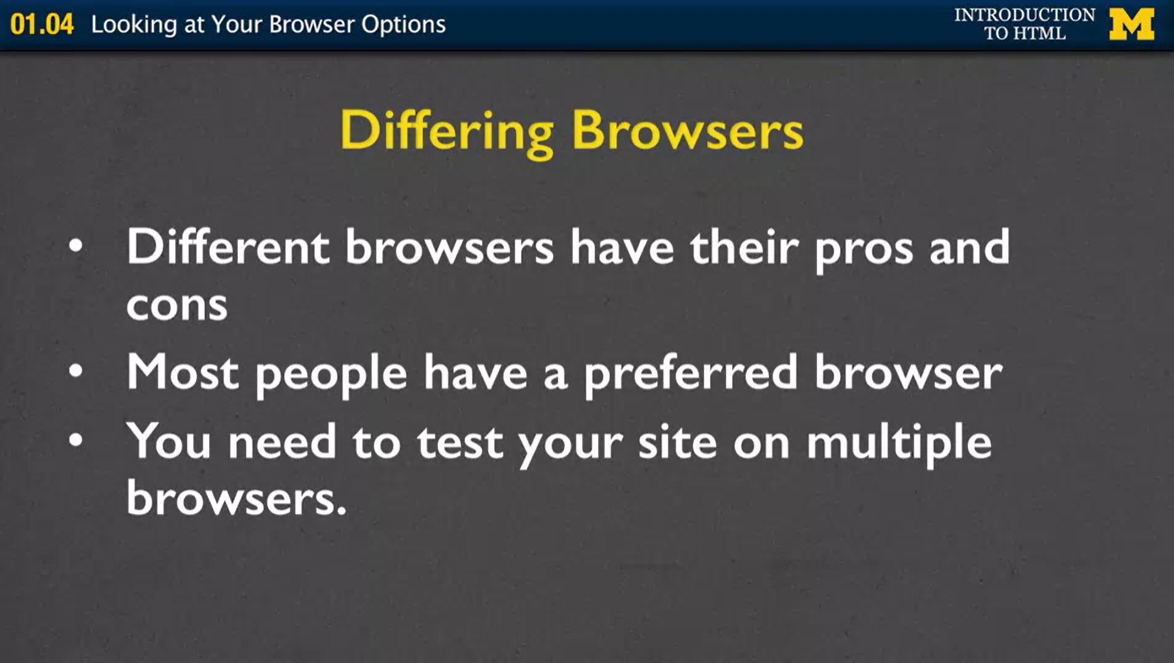 01.04 Looking at Your Browser Options
INTRODUCTION
TO HTML
M
Differing Browsers
• Different browsers have their pros and
cons
• Most people have a preferred browser
• You need to test your site on multiple
browsers.